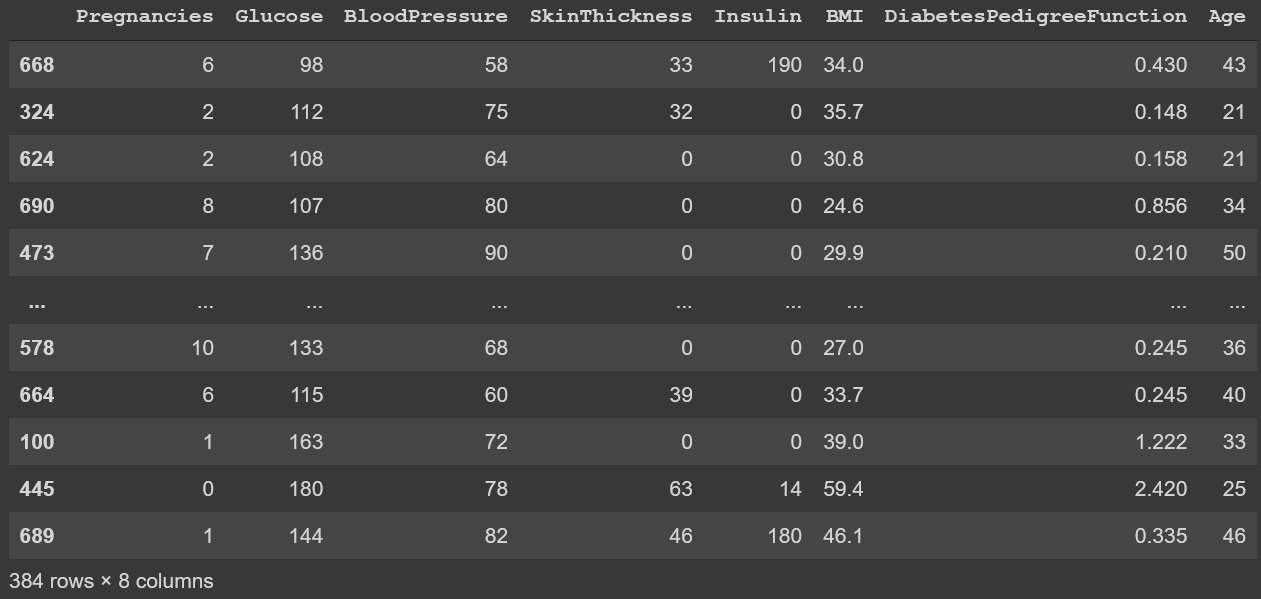 Pregnancies Glucose BloodPressure SkinThickness Insulin BMI DiabetesPedigreeFunction Age
668 6 98 58 33 190 34.0 0.430 43
324 2 112 75 32 0 35.7 0.148 21
624 2 108 64 0 0 30.8 0.158 21
690 8 107 80 0 0 24.6 0.856 34
473 7 136 90 0 0 29.9 0.210 50
... ... ... ... ... ... ... ... ...
578 10 133 68 0 0 27.0 0.245 36
664 6 115 60 39 0 33.7 0.245 40
100 1 163 72 0 0 39.0 1.222 33
445 0 180 78 63 14 59.4 2.420 25
689 1 144 82 46 180 46.1 0.335 46
384 rows × 8 columns